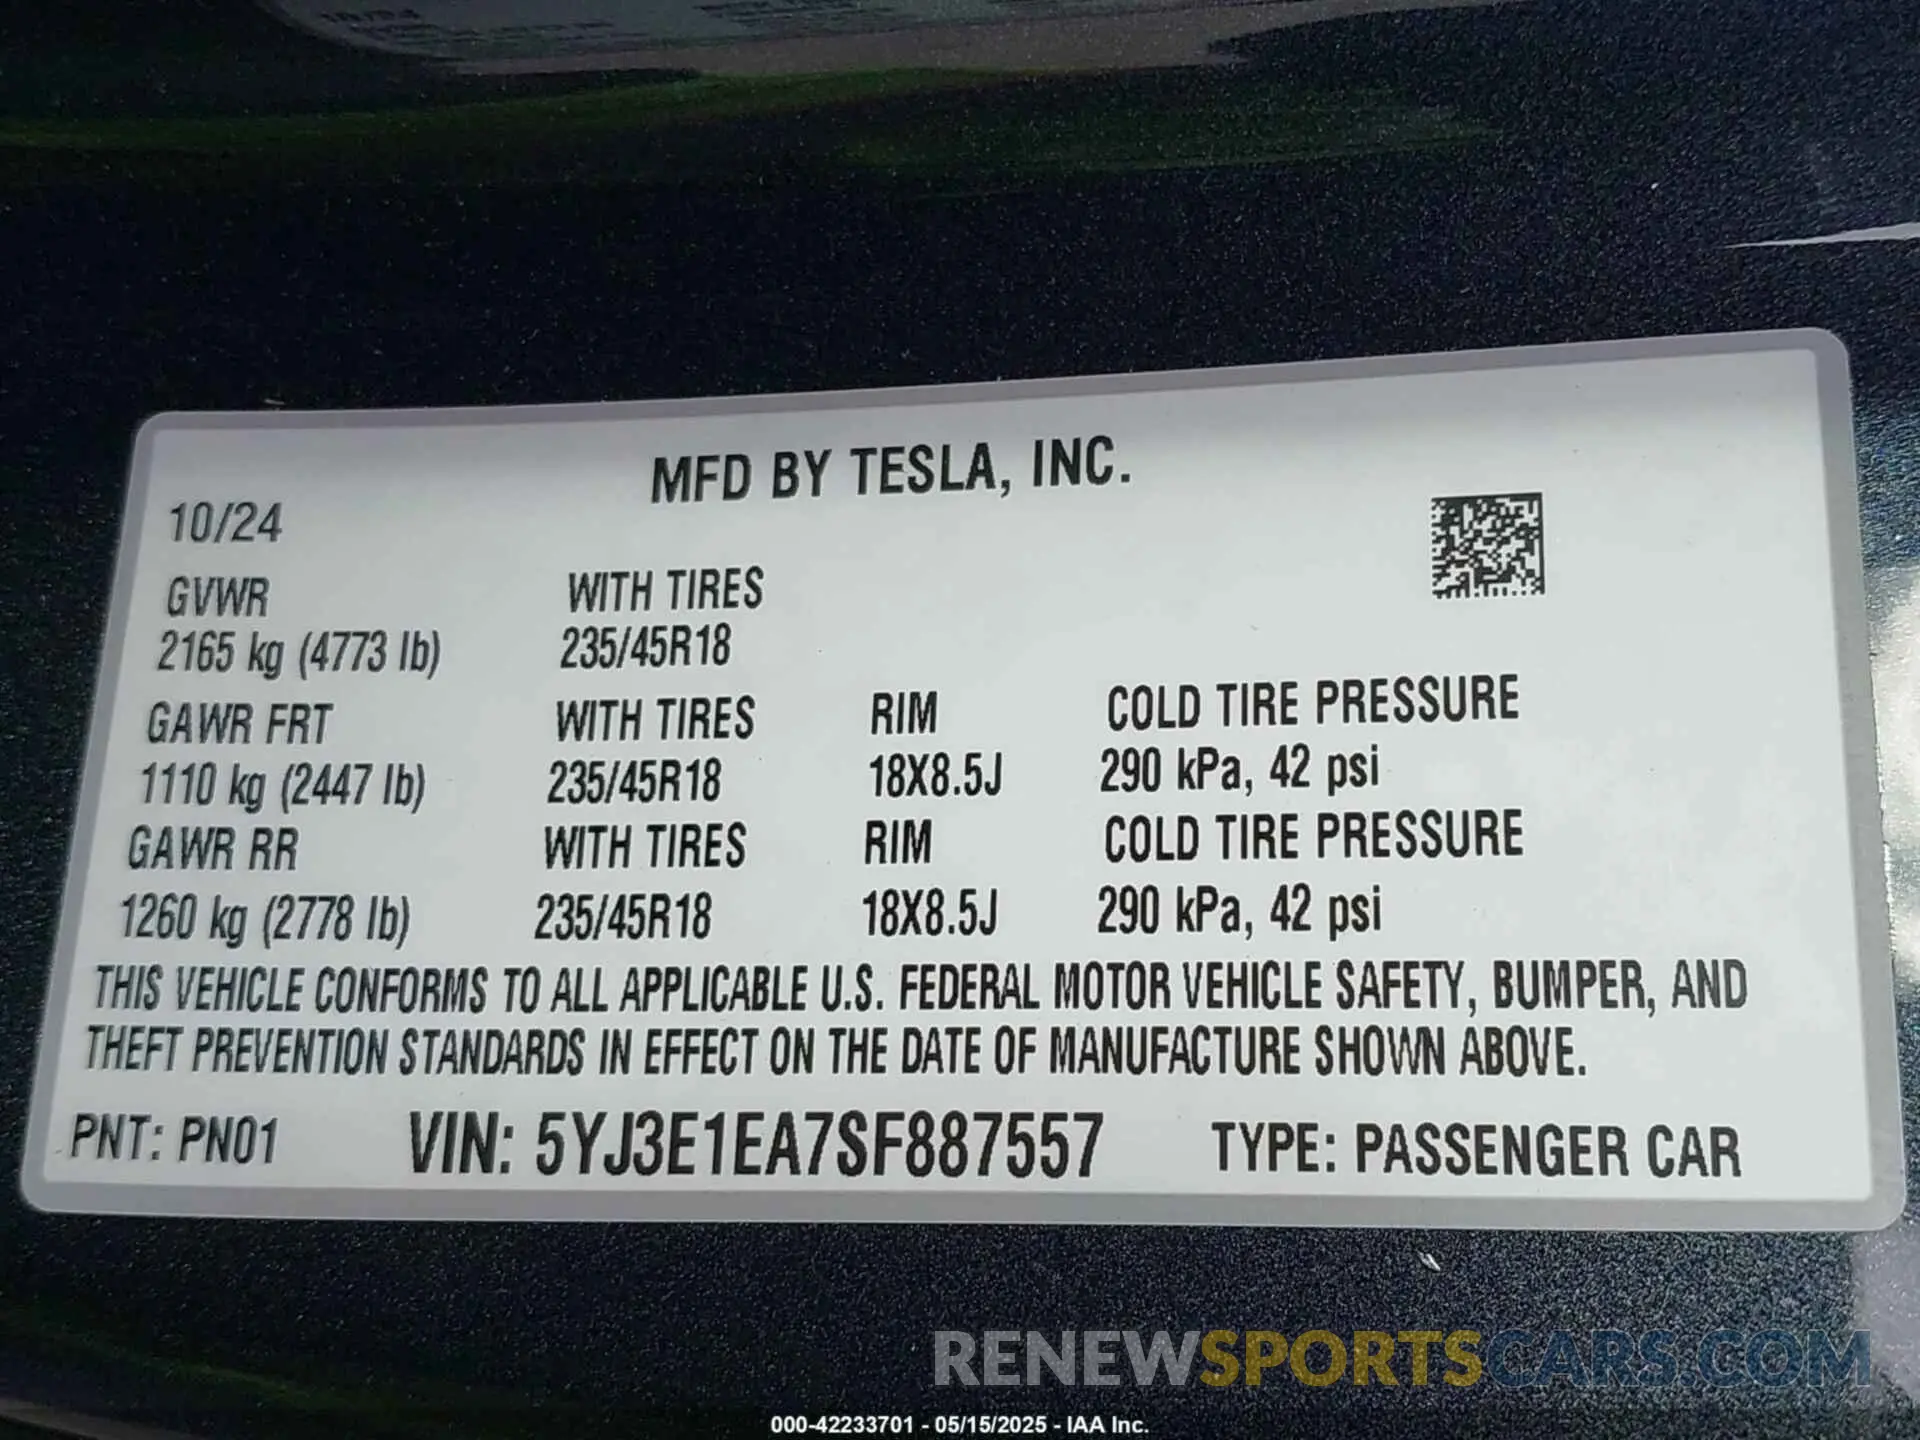 MFD BY TESLA, INC.
10/24
GVWR WITH TIRES
2165 kg (4773 lb) 235/45R18
GAWR FRT WITH TIRES RIM COLD TIRE PRESSURE
1110 kg (2447 lb) 235/45R18 18X8.5J 290 kPa, 42 psi
GAWR RR WITH TIRES RIM COLD TIRE PRESSURE
1260 kg (2778 lb) 235/45R18 18X8.5J 290 kPa, 42 psi
THIS VEHICLE CONFORMS TO ALL APPLICABLE U.S. FEDERAL MOTOR VEHICLE SAFETY, BUMPER, AND
THEFT PREVENTION STANDARDS IN EFFECT ON THE DATE OF MANUFACTURE SHOWN ABOVE.
PNT: PN01 VIN: 5YJ3E1EA7SF887557 TYPE: PASSENGER CAR
RENEWSPORTSCARS.COM
000-42233701 - 05/15/2025 - IAA Inc.